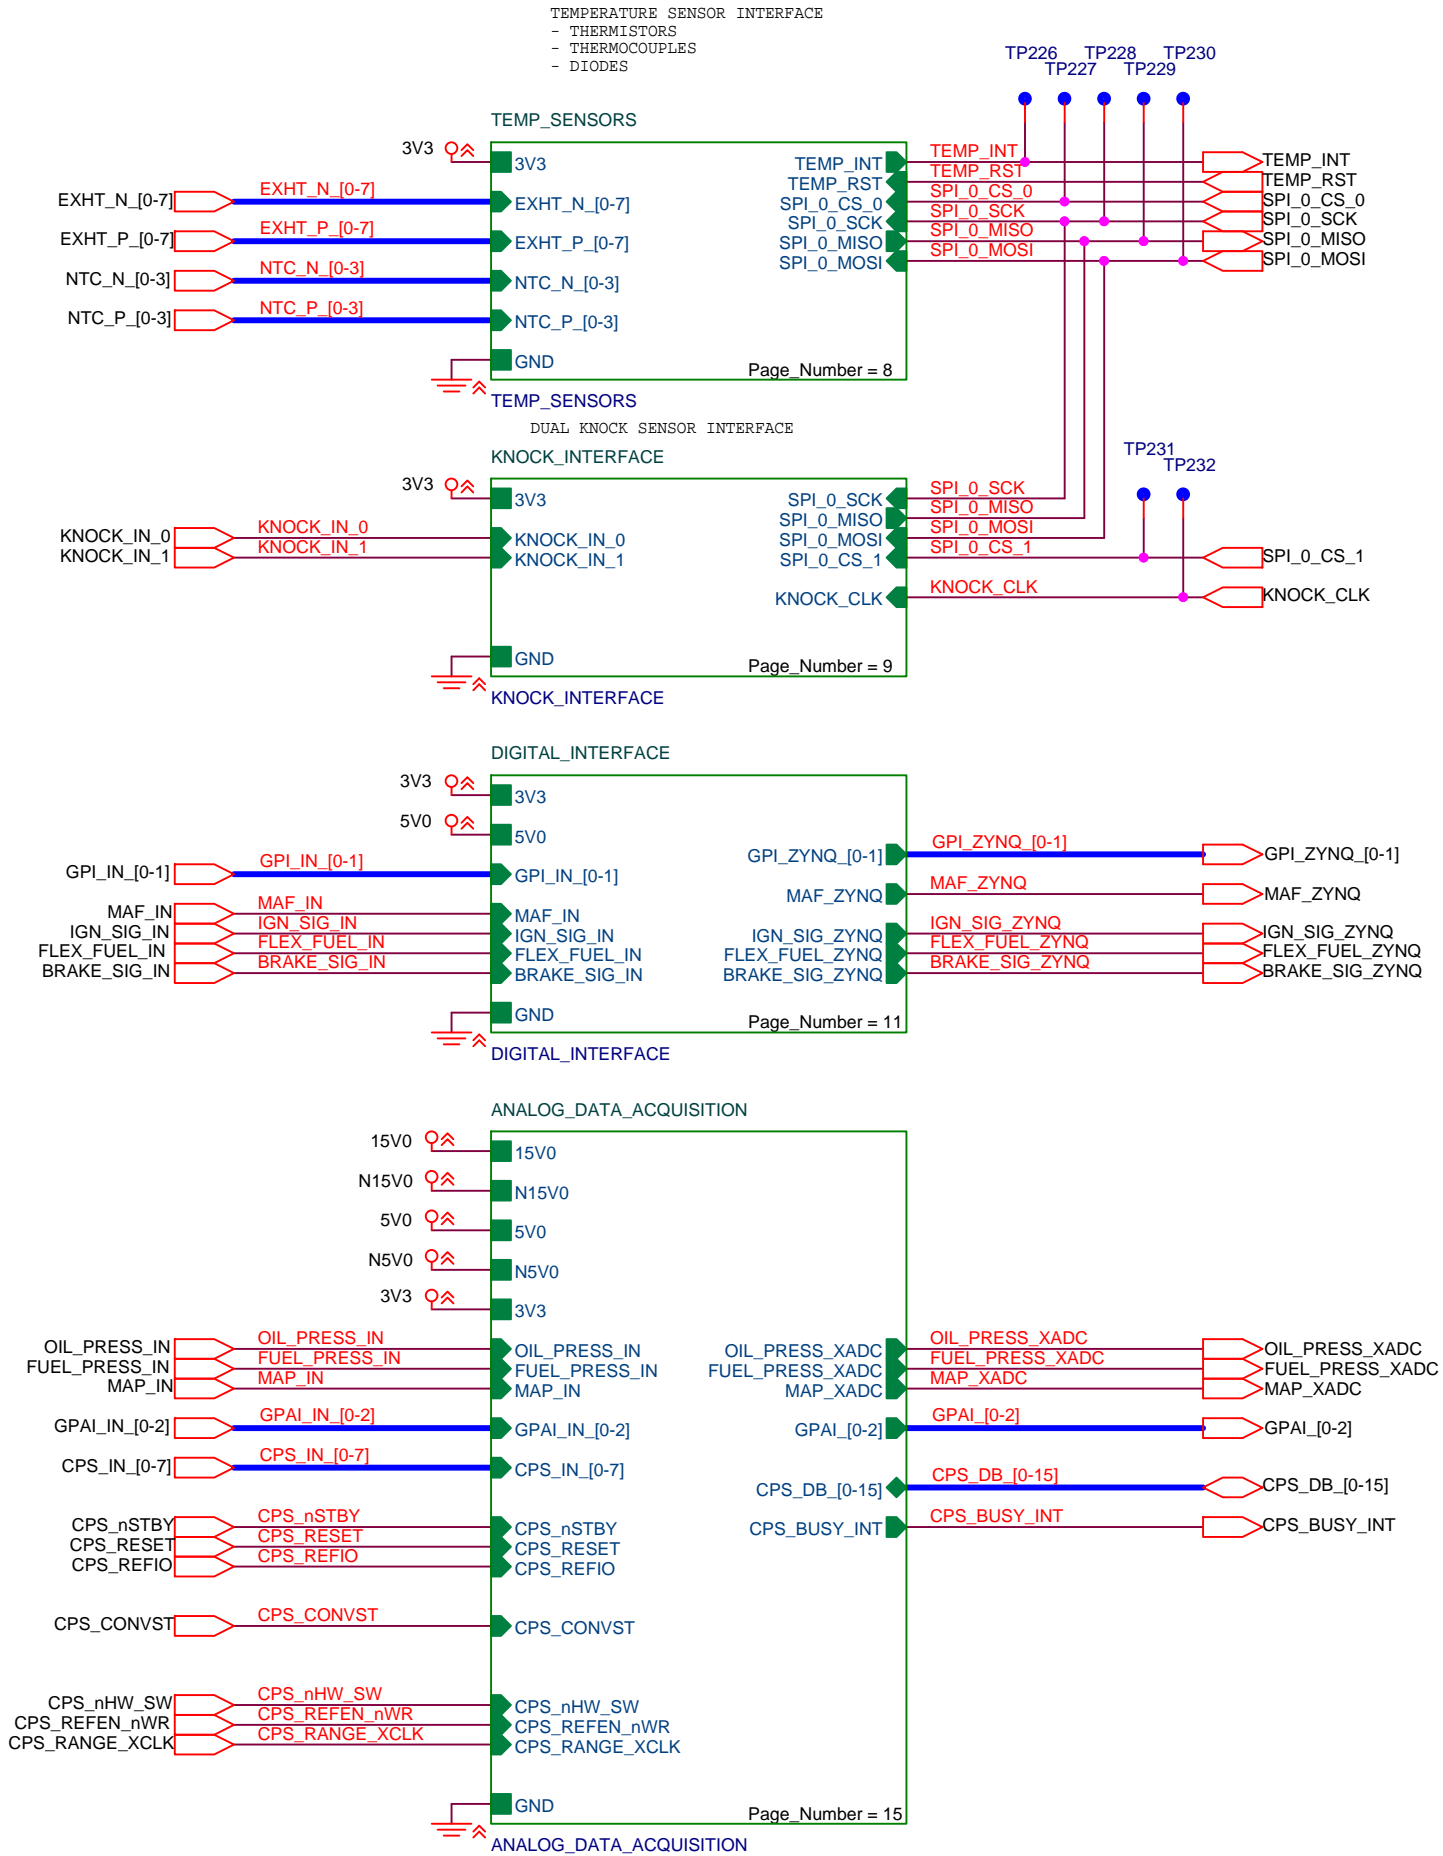 TEMPERATURE SENSOR INTERFACE
- THERMISTORS
- THERMOCOUPLES
- DIODES
TP226
TP227
TP228
TP229
TP230
TEMP_SENSORS
3V3
3V3
EXHT_N_[0-7]
EXHT_N_[0-7]
EXHT_N_[0-7]
EXHT_P_[0-7]
EXHT_P_[0-7]
EXHT_P_[0-7]
NTC_N_[0-3]
NTC_N_[0-3]
NTC_N_[0-3]
NTC_P_[0-3]
NTC_P_[0-3]
NTC_P_[0-3]
GND
TEMP_INT
TEMP_INT
TEMP_INT
TEMP_RST
TEMP_RST
TEMP_RST
SPI_0_CS_0
SPI_0_CS_0
SPI_0_CS_0
SPI_0_SCK
SPI_0_SCK
SPI_0_SCK
SPI_0_MISO
SPI_0_MISO
SPI_0_MISO
SPI_0_MOSI
SPI_0_MOSI
SPI_0_MOSI
Page_Number = 8
TEMP_SENSORS
DUAL KNOCK SENSOR INTERFACE
KNOCK_INTERFACE
TP231
TP232
3V3
3V3
KNOCK_IN_0
KNOCK_IN_0
KNOCK_IN_0
KNOCK_IN_1
KNOCK_IN_1
KNOCK_IN_1
GND
SPI_0_SCK
SPI_0_SCK
SPI_0_MISO
SPI_0_MISO
SPI_0_MOSI
SPI_0_MOSI
SPI_0_CS_1
SPI_0_CS_1
SPI_0_CS_1
KNOCK_CLK
KNOCK_CLK
KNOCK_CLK
Page_Number = 9
KNOCK_INTERFACE
DIGITAL_INTERFACE
3V3
3V3
5V0
5V0
GPI_IN_[0-1]
GPI_IN_[0-1]
GPI_IN_[0-1]
MAF_IN
MAF_IN
MAF_IN
IGN_SIG_IN
IGN_SIG_IN
IGN_SIG_IN
FLEX_FUEL_IN
FLEX_FUEL_IN
FLEX_FUEL_IN
BRAKE_SIG_IN
BRAKE_SIG_IN
BRAKE_SIG_IN
GND
GPI_ZYNQ_[0-1]
GPI_ZYNQ_[0-1]
GPI_ZYNQ_[0-1]
MAF_ZYNQ
MAF_ZYNQ
MAF_ZYNQ
IGN_SIG_ZYNQ
IGN_SIG_ZYNQ
IGN_SIG_ZYNQ
FLEX_FUEL_ZYNQ
FLEX_FUEL_ZYNQ
FLEX_FUEL_ZYNQ
BRAKE_SIG_ZYNQ
BRAKE_SIG_ZYNQ
BRAKE_SIG_ZYNQ
Page_Number = 11
DIGITAL_INTERFACE
ANALOG_DATA_ACQUISITION
15V0
15V0
N15V0
N15V0
5V0
5V0
N5V0
N5V0
3V3
3V3
OIL_PRESS_IN
OIL_PRESS_IN
OIL_PRESS_IN
FUEL_PRESS_IN
FUEL_PRESS_IN
FUEL_PRESS_IN
MAP_IN
MAP_IN
MAP_IN
GPAI_IN_[0-2]
GPAI_IN_[0-2]
GPAI_IN_[0-2]
CPS_IN_[0-7]
CPS_IN_[0-7]
CPS_IN_[0-7]
CPS_nSTBY
CPS_nSTBY
CPS_nSTBY
CPS_RESET
CPS_RESET
CPS_RESET
CPS_REFIO
CPS_REFIO
CPS_REFIO
CPS_CONVST
CPS_CONVST
CPS_CONVST
CPS_nHW_SW
CPS_nHW_SW
CPS_nHW_SW
CPS_REFEN_nWR
CPS_REFEN_nWR
CPS_REFEN_nWR
CPS_RANGE_XCLK
CPS_RANGE_XCLK
CPS_RANGE_XCLK
GND
OIL_PRESS_XADC
OIL_PRESS_XADC
OIL_PRESS_XADC
FUEL_PRESS_XADC
FUEL_PRESS_XADC
FUEL_PRESS_XADC
MAP_XADC
MAP_XADC
MAP_XADC
GPAI_[0-2]
GPAI_[0-2]
GPAI_[0-2]
CPS_DB_[0-15]
CPS_DB_[0-15]
CPS_DB_[0-15]
CPS_BUSY_INT
CPS_BUSY_INT
CPS_BUSY_INT
Page_Number = 15
ANALOG_DATA_ACQUISITION